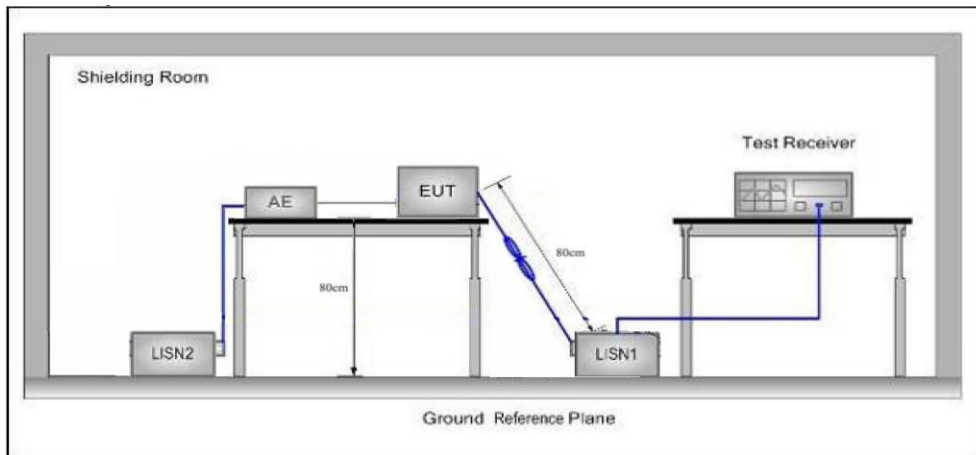 Shielding Room
Test Receiver
EUT
AE
80cm
80cm
LISN2
LISN1
Ground Reference Plane